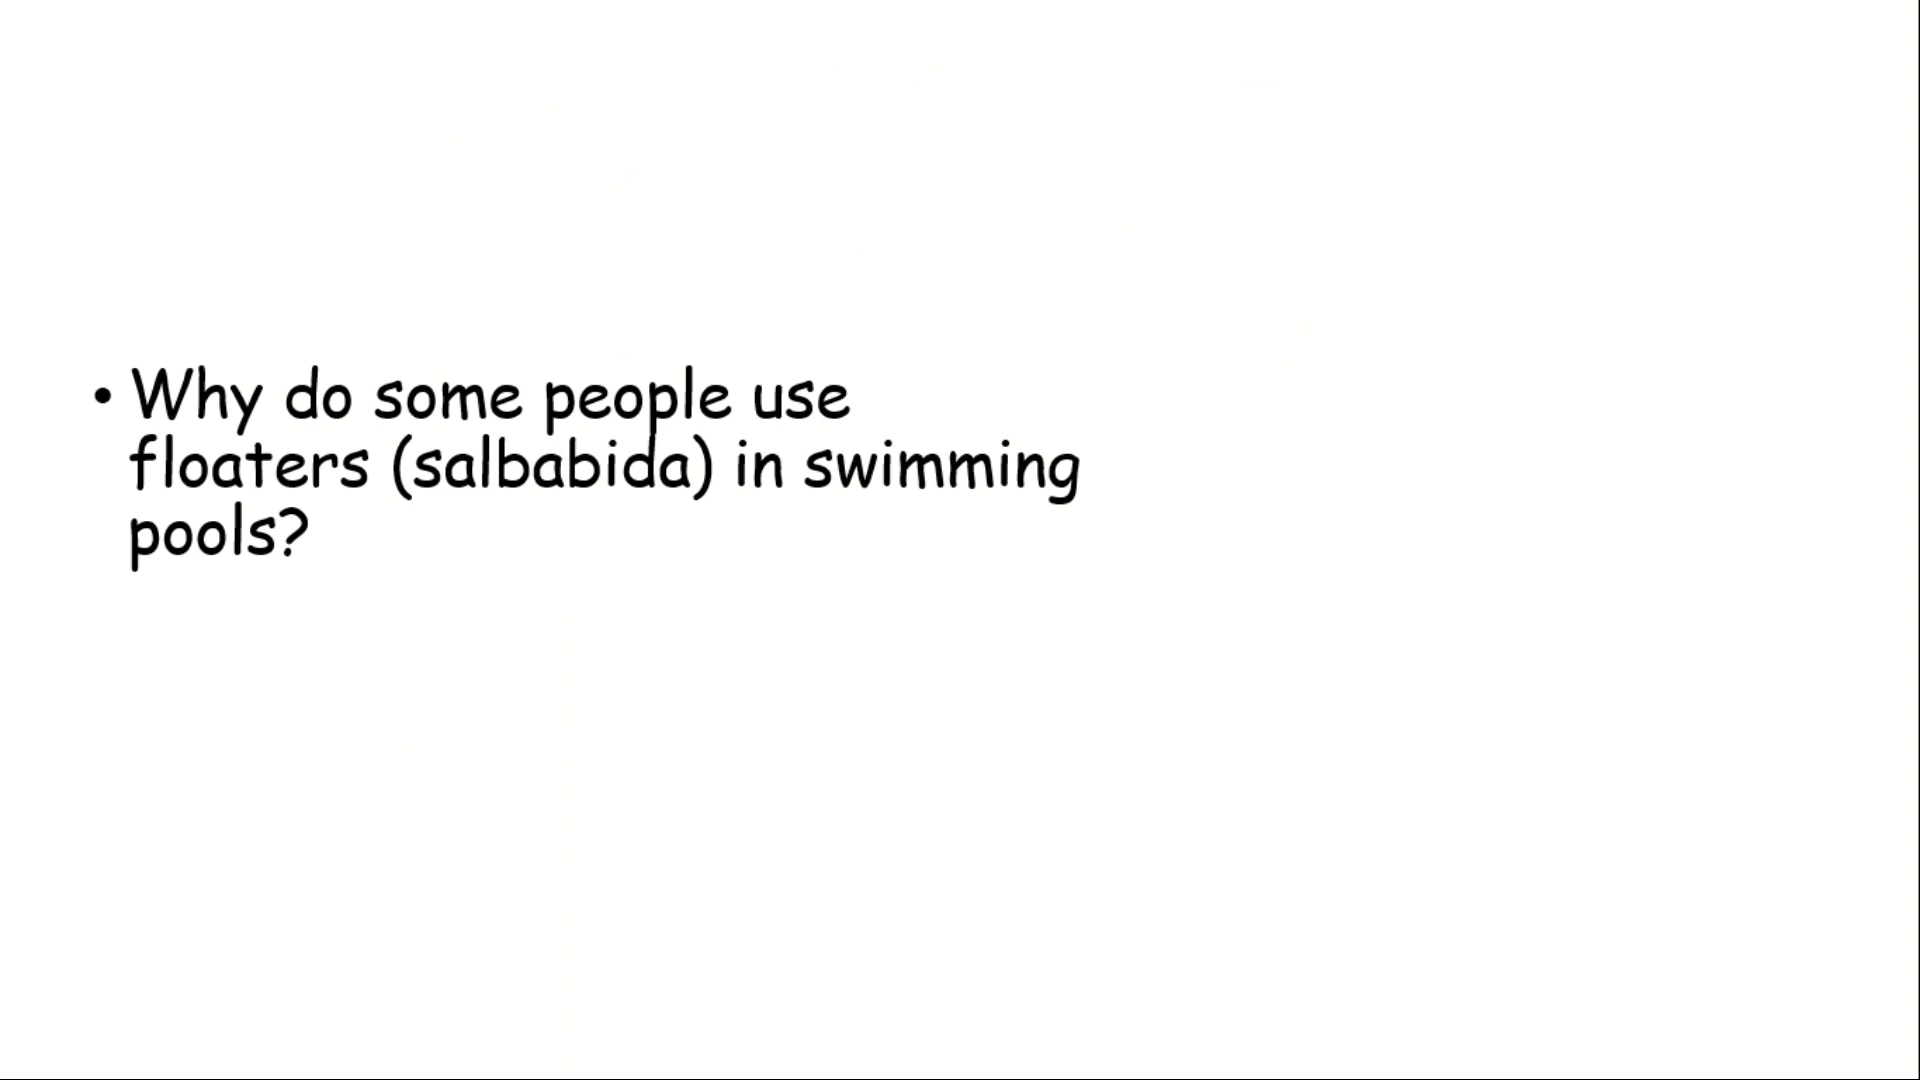 • Why do some people use
floaters (salbabida) in swimming
pools?